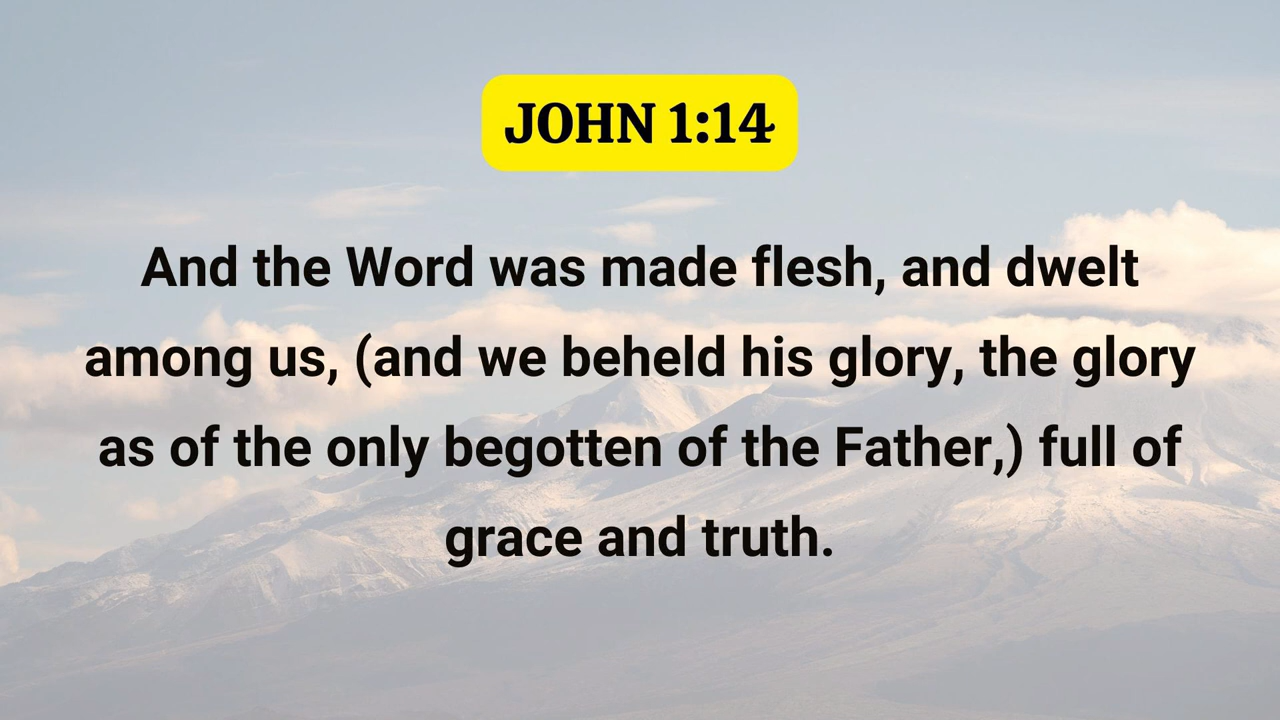 JOHN 1:14
And the Word was made flesh, and dwelt
among us, (and we beheld his glory, the glory
as of the only begotten of the Father,) full of
grace and truth.